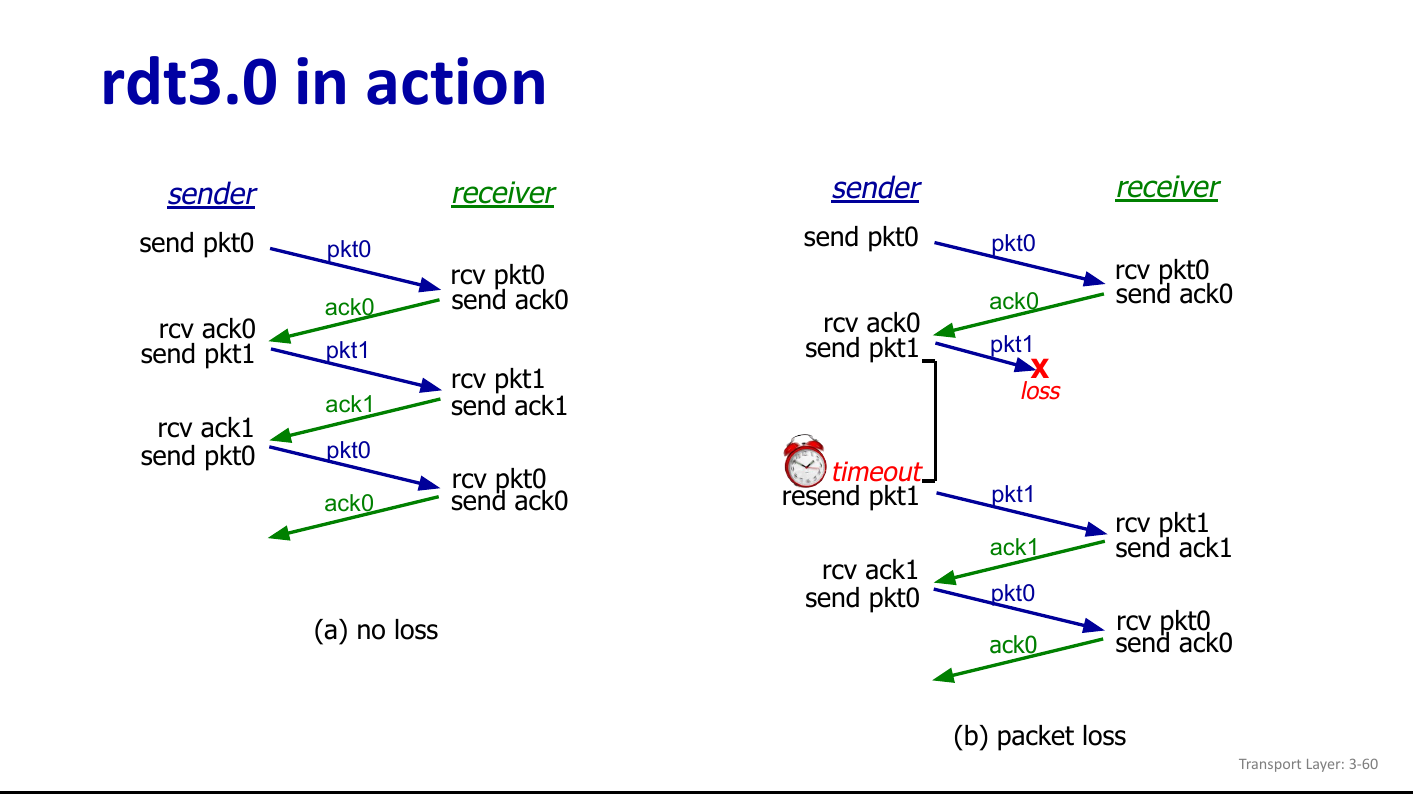 rdt3.0 in action
sender
receiver
send pkt0
pkt0
rcv pkt0
send ack0
ack0
rcv ack0
send pkt1
pkt1
rcv pkt1
send ack1
ack1
rcv ack1
send pkt0
pkt0
rcv pkt0
send ack0
ack0
(a) no loss
sender
receiver
send pkt0
pkt0
rcv pkt0
send ack0
ack0
rcv ack0
send pkt1
pkt1
X
loss
timeout
resend pkt1
pkt1
rcv pkt1
send ack1
ack1
rcv ack1
send pkt0
pkt0
rcv pkt0
send ack0
ack0
(b) packet loss
Transport Layer: 3-60